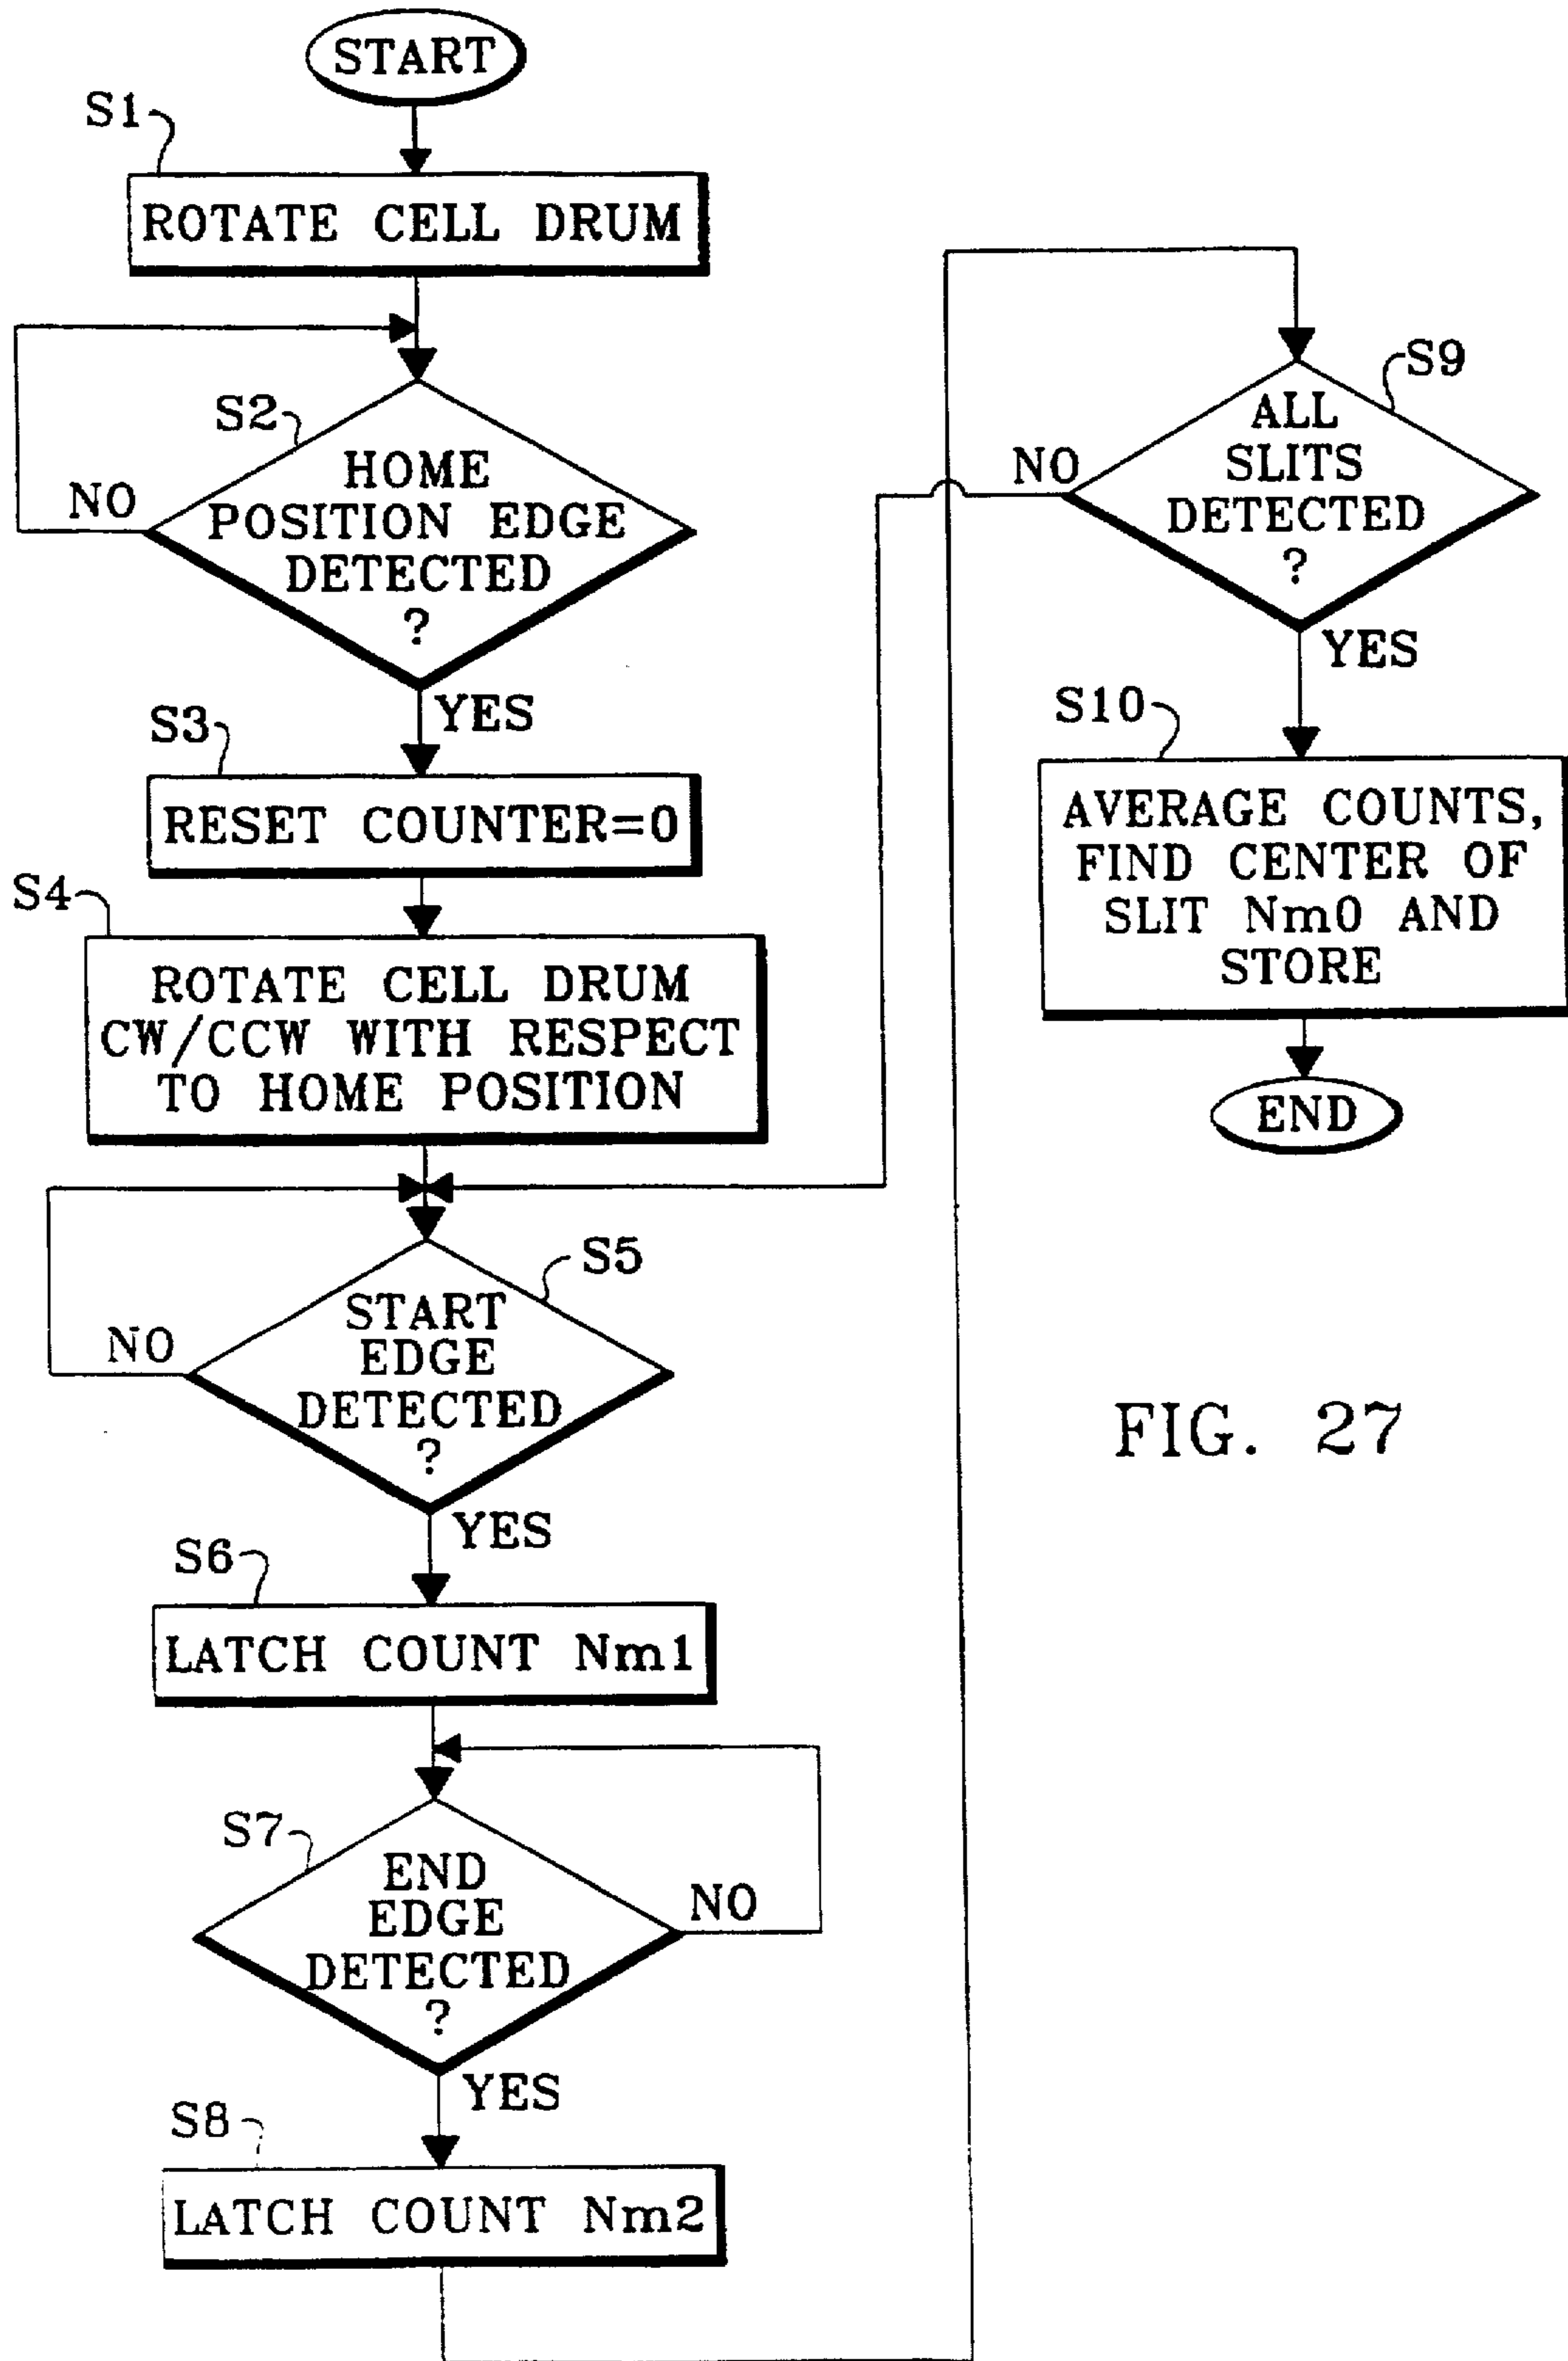 START
S1
ROTATE CELL DRUM
S2
HOME
POSITION EDGE
DETECTED
?
NO
YES
S3
RESET COUNTER=0
S4
ROTATE CELL DRUM
CW/CCW WITH RESPECT
TO HOME POSITION
S5
START
EDGE
DETECTED
?
NO
YES
S6
LATCH COUNT Nm1
S7
END
EDGE
DETECTED
?
NO
YES
S8
LATCH COUNT Nm2
S9
ALL
SLITS
DETECTED
?
NO
YES
S10
AVERAGE COUNTS,
FIND CENTER OF
SLIT Nm0 AND
STORE
END
FIG. 27